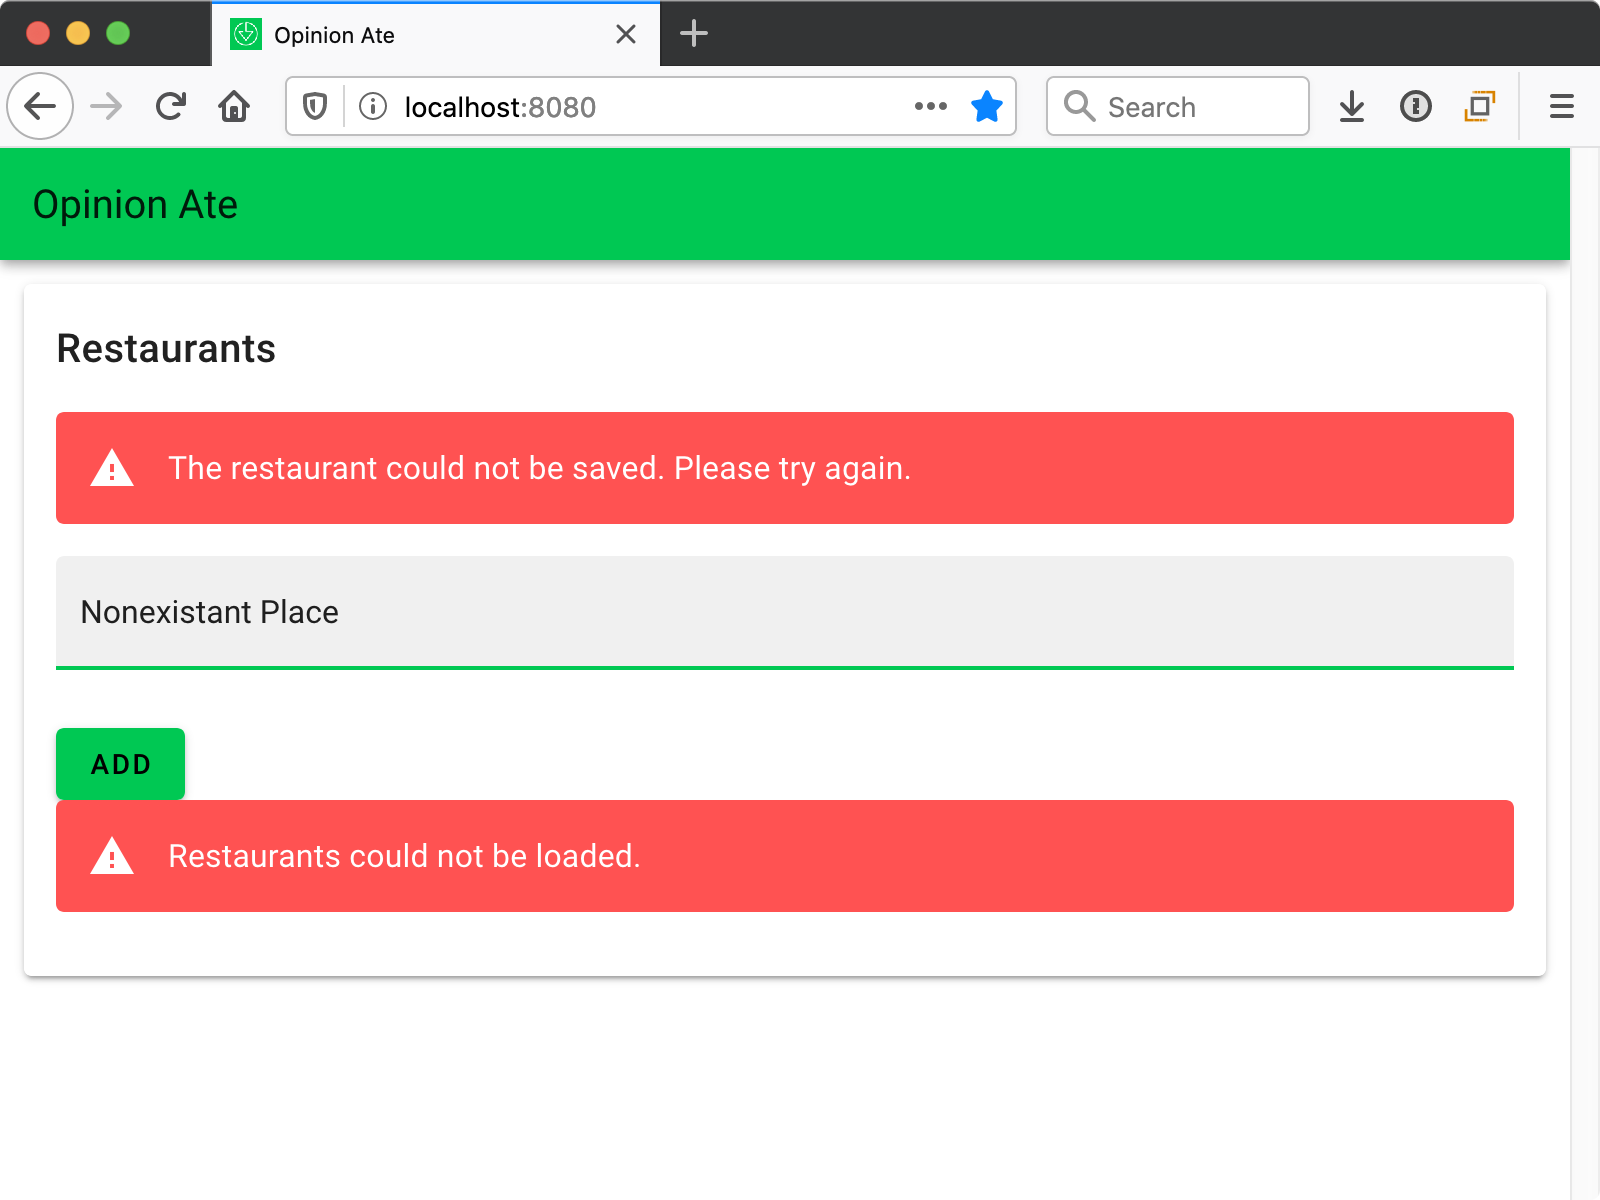 Opinion Ate
localhost:8080
Search
Opinion Ate
Restaurants
The restaurant could not be saved. Please try again.
Nonexistant Place
ADD
Restaurants could not be loaded.